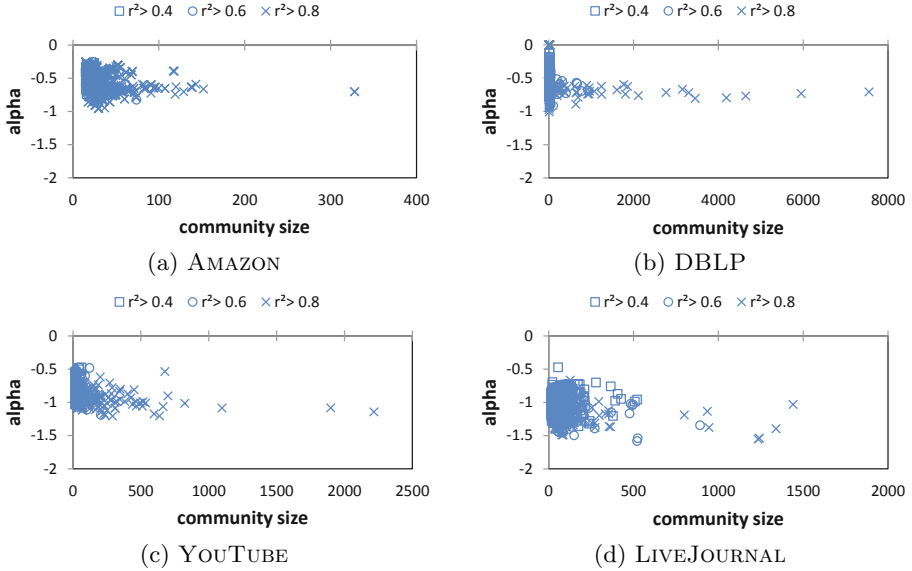 □ r²> 0.4 ○ r²> 0.6 × r²> 0.8
0
-0.5
-1
-1.5
-2
alpha
0 100 200 300 400
community size
(a) AMAZON
□ r²> 0.4 ○ r²> 0.6 × r²> 0.8
0
-0.5
-1
-1.5
-2
alpha
0 2000 4000 6000 8000
community size
(b) DBLP
□ r²> 0.4 ○ r²> 0.6 × r²> 0.8
0
-0.5
-1
-1.5
-2
alpha
0 500 1000 1500 2000 2500
community size
(c) YOUTUBE
□ r²> 0.4 ○ r²> 0.6 × r²> 0.8
0
-0.5
-1
-1.5
-2
alpha
0 500 1000 1500 2000
community size
(d) LIVEJOURNAL